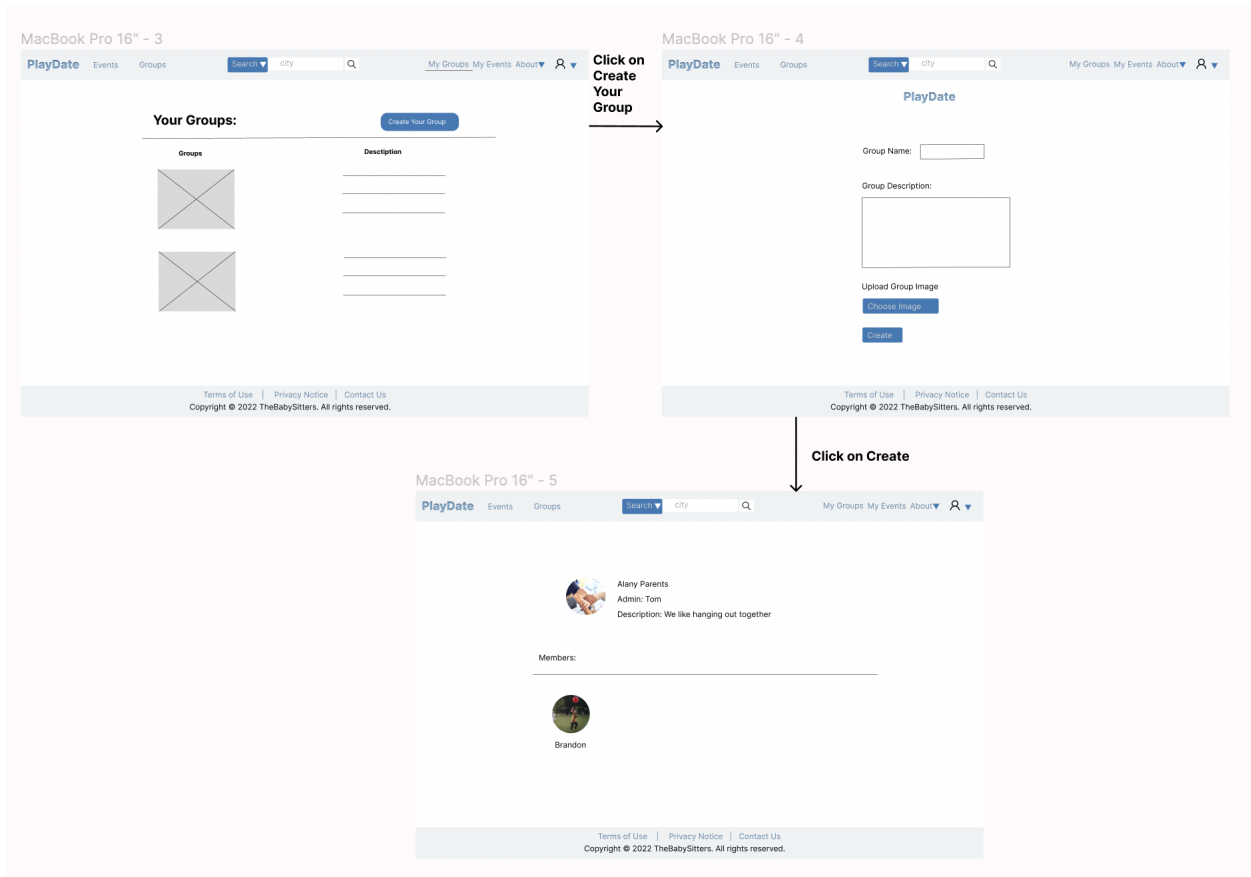 MacBook Pro 16" - 3
PlayDate Events Groups Search ▼ city My Groups My Events About▼
Your Groups:
Create Your Group
Groups Desctiption
Terms of Use | Privacy Notice | Contact Us
Copyright © 2022 TheBabySitters. All rights reserved.
Click on
Create
Your
Group
MacBook Pro 16" - 4
PlayDate Events Groups Search ▼ city My Groups My Events About▼
PlayDate
Group Name:
Group Description:
Upload Group Image
Choose Image
Create
Terms of Use | Privacy Notice | Contact Us
Copyright © 2022 TheBabySitters. All rights reserved.
Click on Create
MacBook Pro 16" - 5
PlayDate Events Groups Search ▼ city My Groups My Events About▼
Alany Parents
Admin: Tom
Description: We like hanging out together
Members:
Brandon
Terms of Use | Privacy Notice | Contact Us
Copyright © 2022 TheBabySitters. All rights reserved.